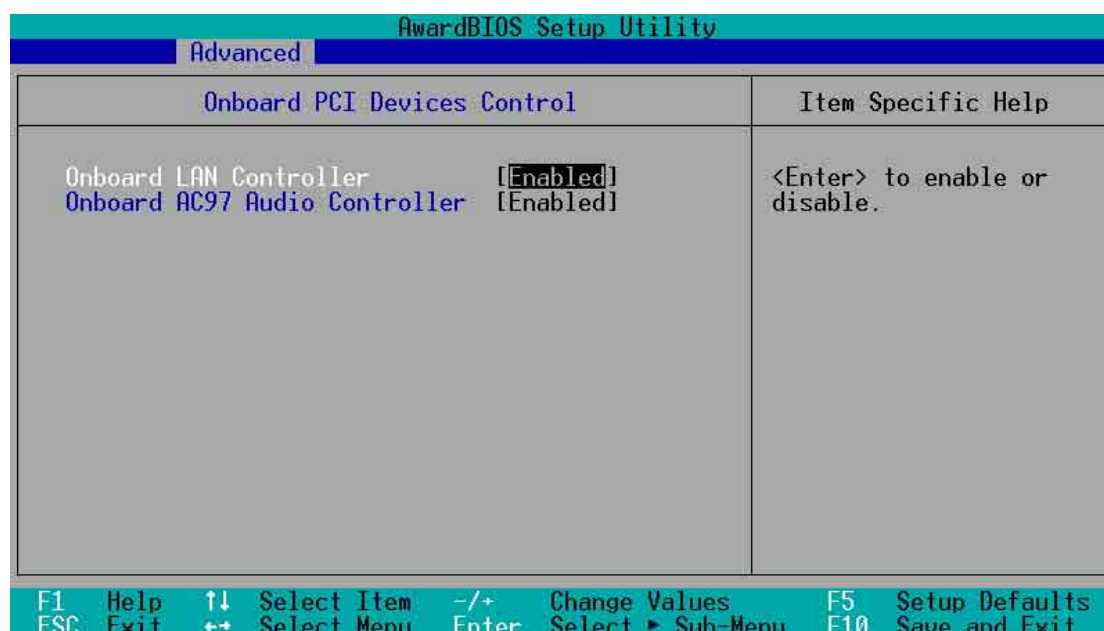 AwardBIOS Setup Utility
Advanced
Onboard PCI Devices Control
Item Specific Help
Onboard LAN Controller [Enabled]
Onboard AC97 Audio Controller [Enabled]
<Enter> to enable or
disable.
F1 Help ↑↓ Select Item -/+ Change Values F5 Setup Defaults
ESC Exit ←→ Select Menu Enter Select ► Sub-Menu F10 Save and Exit